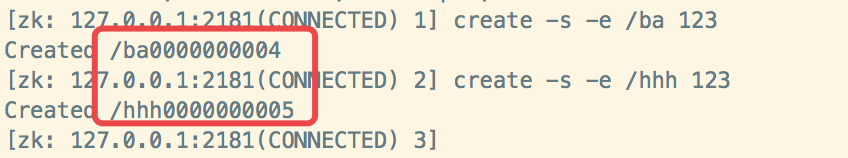 [zk: 127.0.0.1:2181(CONNECTED) 1] create -s -e /ba 123
Created /ba0000000004
[zk: 127.0.0.1:2181(CONNECTED) 2] create -s -e /hhh 123
Created /hhh0000000005
[zk: 127.0.0.1:2181(CONNECTED) 3]